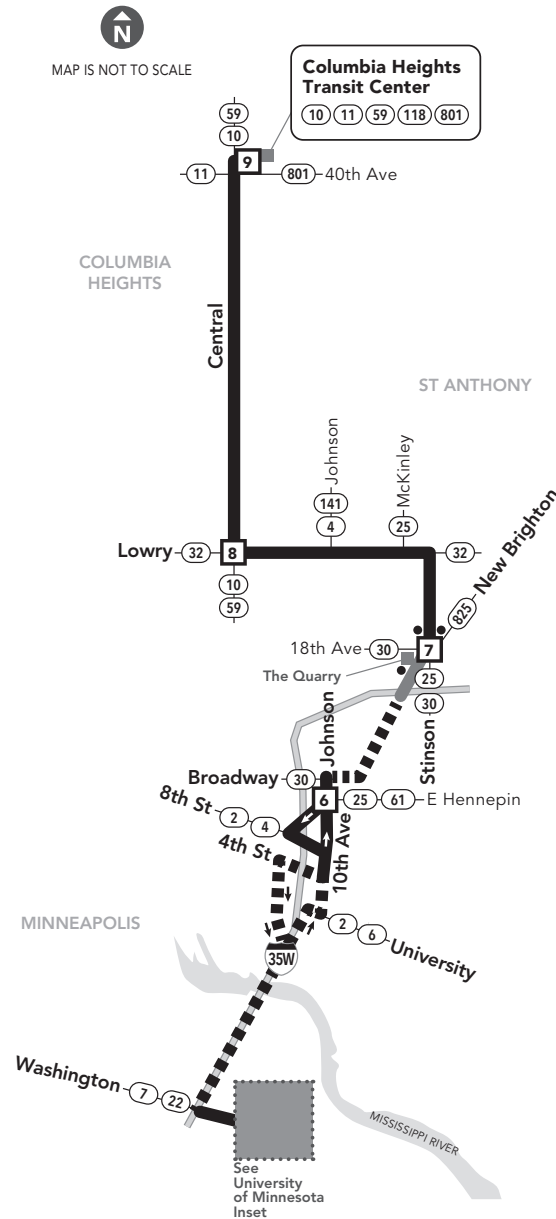 N
MAP IS NOT TO SCALE
Columbia Heights
Transit Center
10 11 59 118 801
59
10
9
11
801 40th Ave
COLUMBIA
HEIGHTS
Central
ST ANTHONY
Johnson
141
4
McKinley
25
New Brighton
825
Lowry 32 8 32
10
59
18th Ave 30 7
The Quarry
25
30
Stinson
Johnson
Broadway 30
6 25 61 E Hennepin
8th St 2 4
10th Ave
4th St
MINNEAPOLIS
2 6 University
35W
Washington 7 22
MISSISSIPPI RIVER
See
University
of Minnesota
Inset